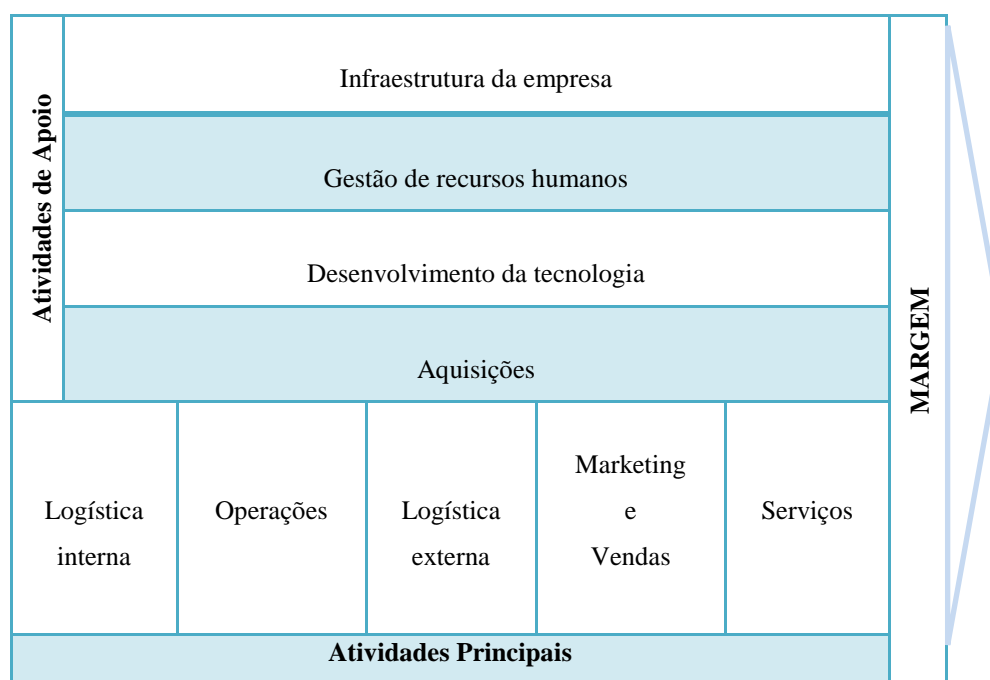 Atividades de Apoio
Infraestrutura da empresa
Gestão de recursos humanos
Desenvolvimento da tecnologia
Aquisições
MARGEM
Logística
interna
Operações
Logística
externa
Marketing
e
Vendas
Serviços
Atividades Principais